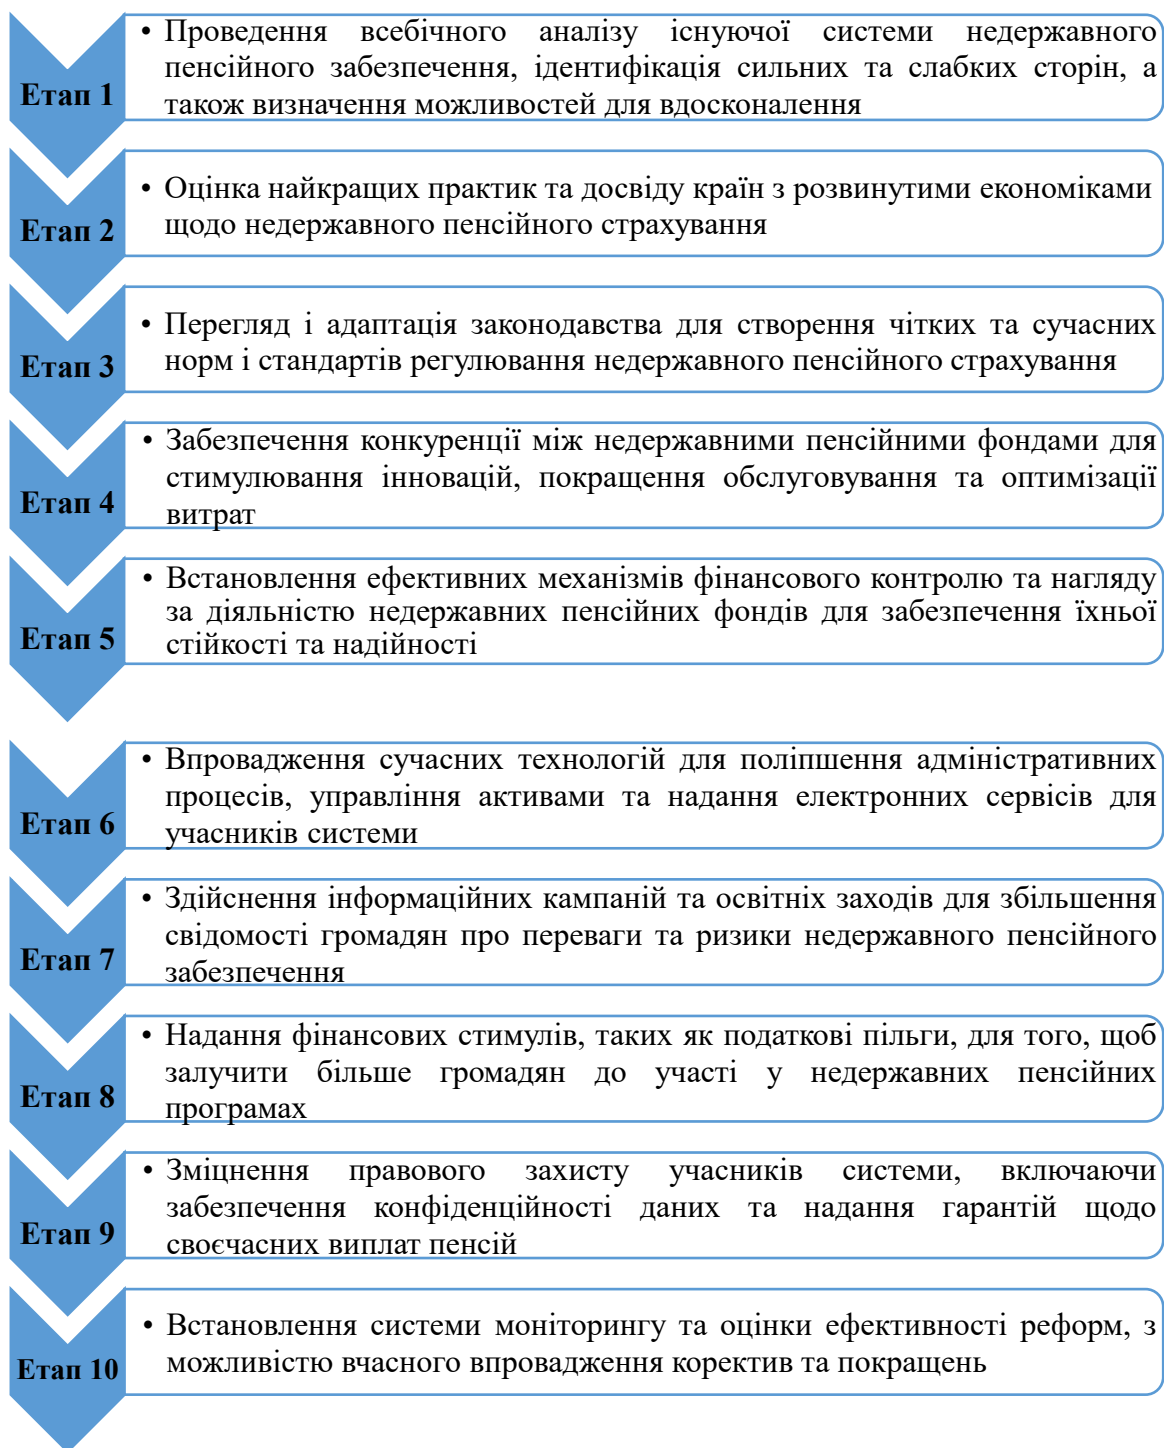 Етап 1
• Проведення всебічного аналізу існуючої системи недержавного
пенсійного забезпечення, ідентифікація сильних та слабких сторін, а
також визначення можливостей для вдосконалення
Етап 2
• Оцінка найкращих практик та досвіду країн з розвинутими економіками
щодо недержавного пенсійного страхування
Етап 3
• Перегляд і адаптація законодавства для створення чітких та сучасних
норм і стандартів регулювання недержавного пенсійного страхування
Етап 4
• Забезпечення конкуренції між недержавними пенсійними фондами для
стимулювання інновацій, покращення обслуговування та оптимізації
витрат
Етап 5
• Встановлення ефективних механізмів фінансового контролю та нагляду
за діяльністю недержавних пенсійних фондів для забезпечення їхньої
стійкості та надійності
Етап 6
• Впровадження сучасних технологій для поліпшення адміністративних
процесів, управління активами та надання електронних сервісів для
учасників системи
Етап 7
• Здійснення інформаційних кампаній та освітніх заходів для збільшення
свідомості громадян про переваги та ризики недержавного пенсійного
забезпечення
Етап 8
• Надання фінансових стимулів, таких як податкові пільги, для того, щоб
залучити більше громадян до участі у недержавних пенсійних
програмах
Етап 9
• Зміцнення правового захисту учасників системи, включаючи
забезпечення конфіденційності даних та надання гарантій щодо
своєчасних виплат пенсій
Етап 10
• Встановлення системи моніторингу та оцінки ефективності реформ, з
можливістю вчасного впровадження коректив та покращень